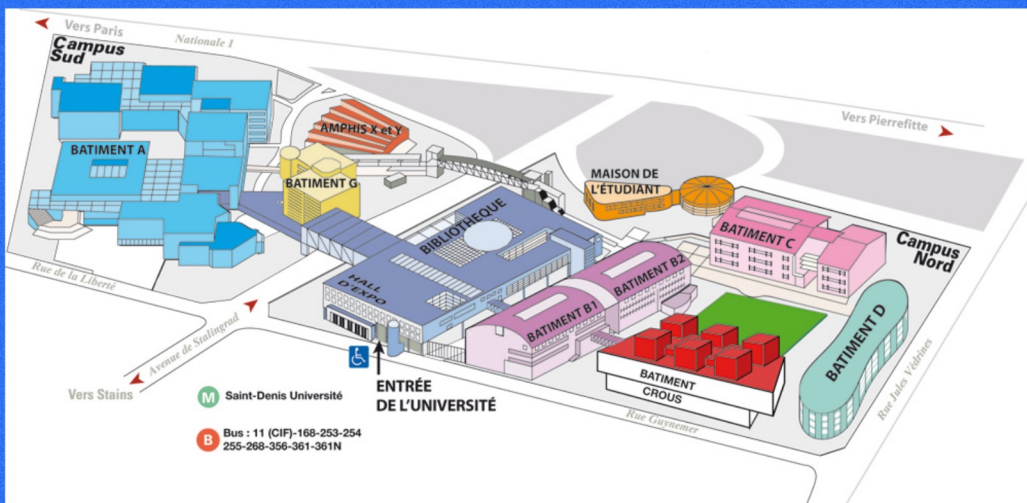 Vers Paris
Nationale 1
Campus
Sud
Vers Pierrefitte
AMPHIS X et Y
BATIMENT A
BATIMENT G
MAISON DE
L'ÉTUDIANT
BIBLIOTHEQUE
BATIMENT C
Campus
Nord
HALL
D'EXPO
BATIMENT B2
BATIMENT B1
BATIMENT D
Rue de la Liberté
Avenue de Stalingrad
BATIMENT
CROUS
Vers Stains
ENTRÉE
DE L'UNIVERSITÉ
Rue Guynemer
Rue Jules Védrines
M Saint-Denis Université
B Bus : 11 (CIF)-168-253-254
255-268-356-361-361N